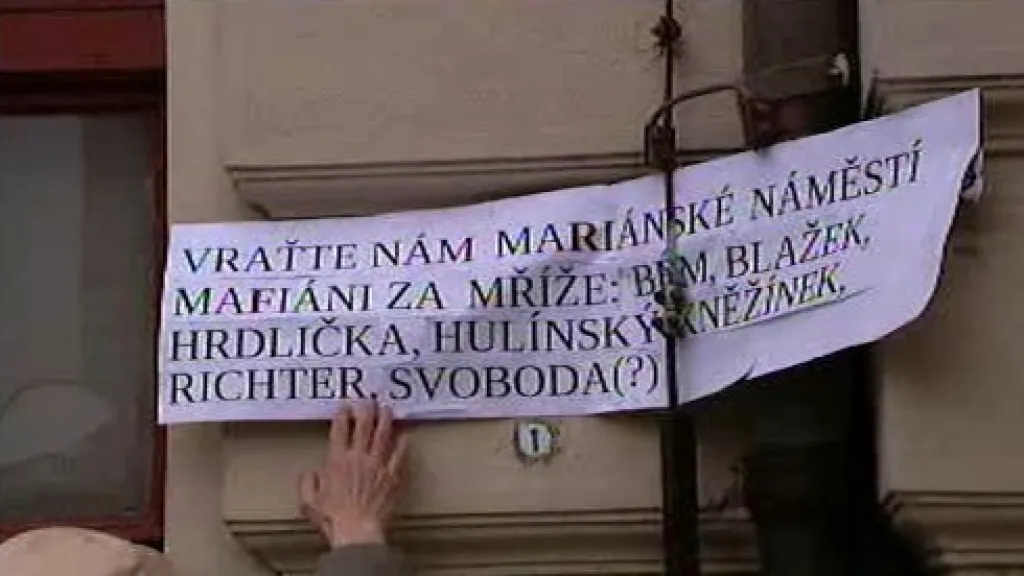 VRAŤTE NÁM MARIÁNSKÉ NÁMĚSTÍ
MAFIÁNI ZA MŘÍŽE: BÉM, BLAŽEK,
HRDLIČKA, HULÍNSKÝ, KNĚŽÍNEK,
RICHTER, SVOBODA(?)
1